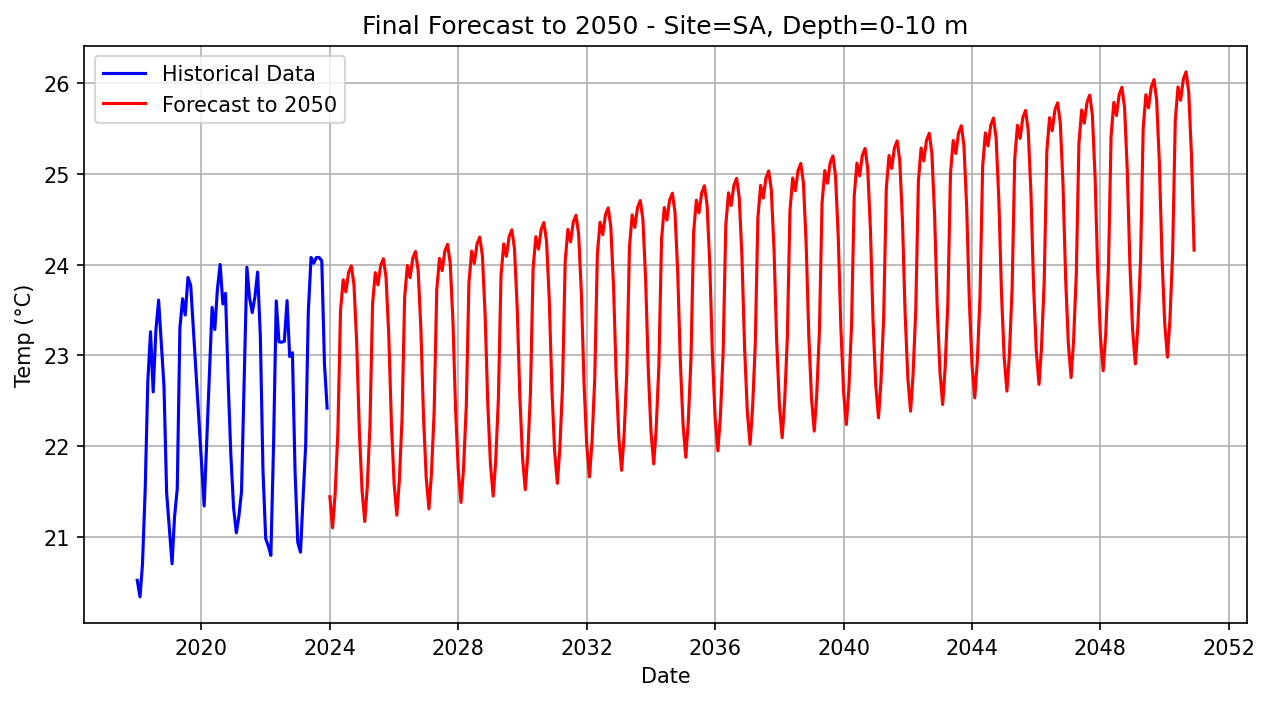 Final Forecast to 2050 - Site=SA, Depth=0-10 m
Historical Data
Forecast to 2050
Temp (°C)
26
25
24
23
22
21
2020 2024 2028 2032 2036 2040 2044 2048 2052
Date